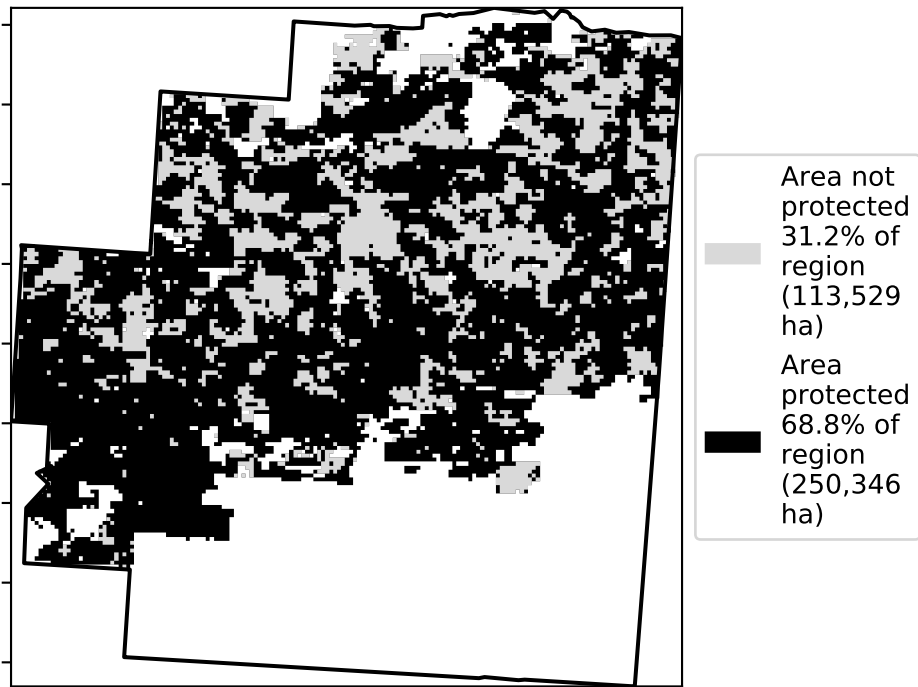 Area not
protected
31.2% of
region
(113,529
ha)
Area
protected
68.8% of
region
(250,346
ha)